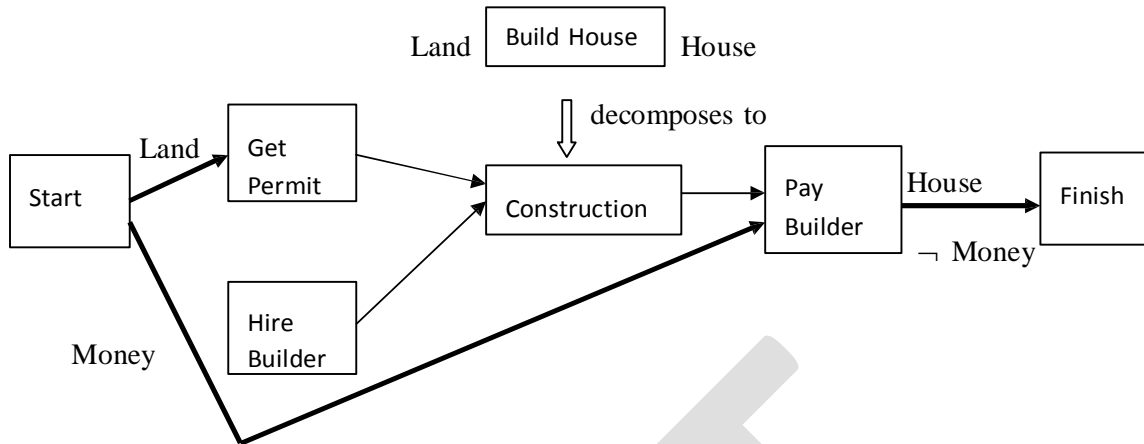 Land
Build House
House
decomposes to
Land
Get
Permit
Start
Construction
Pay
Builder
House
Finish
¬ Money
Hire
Builder
Money